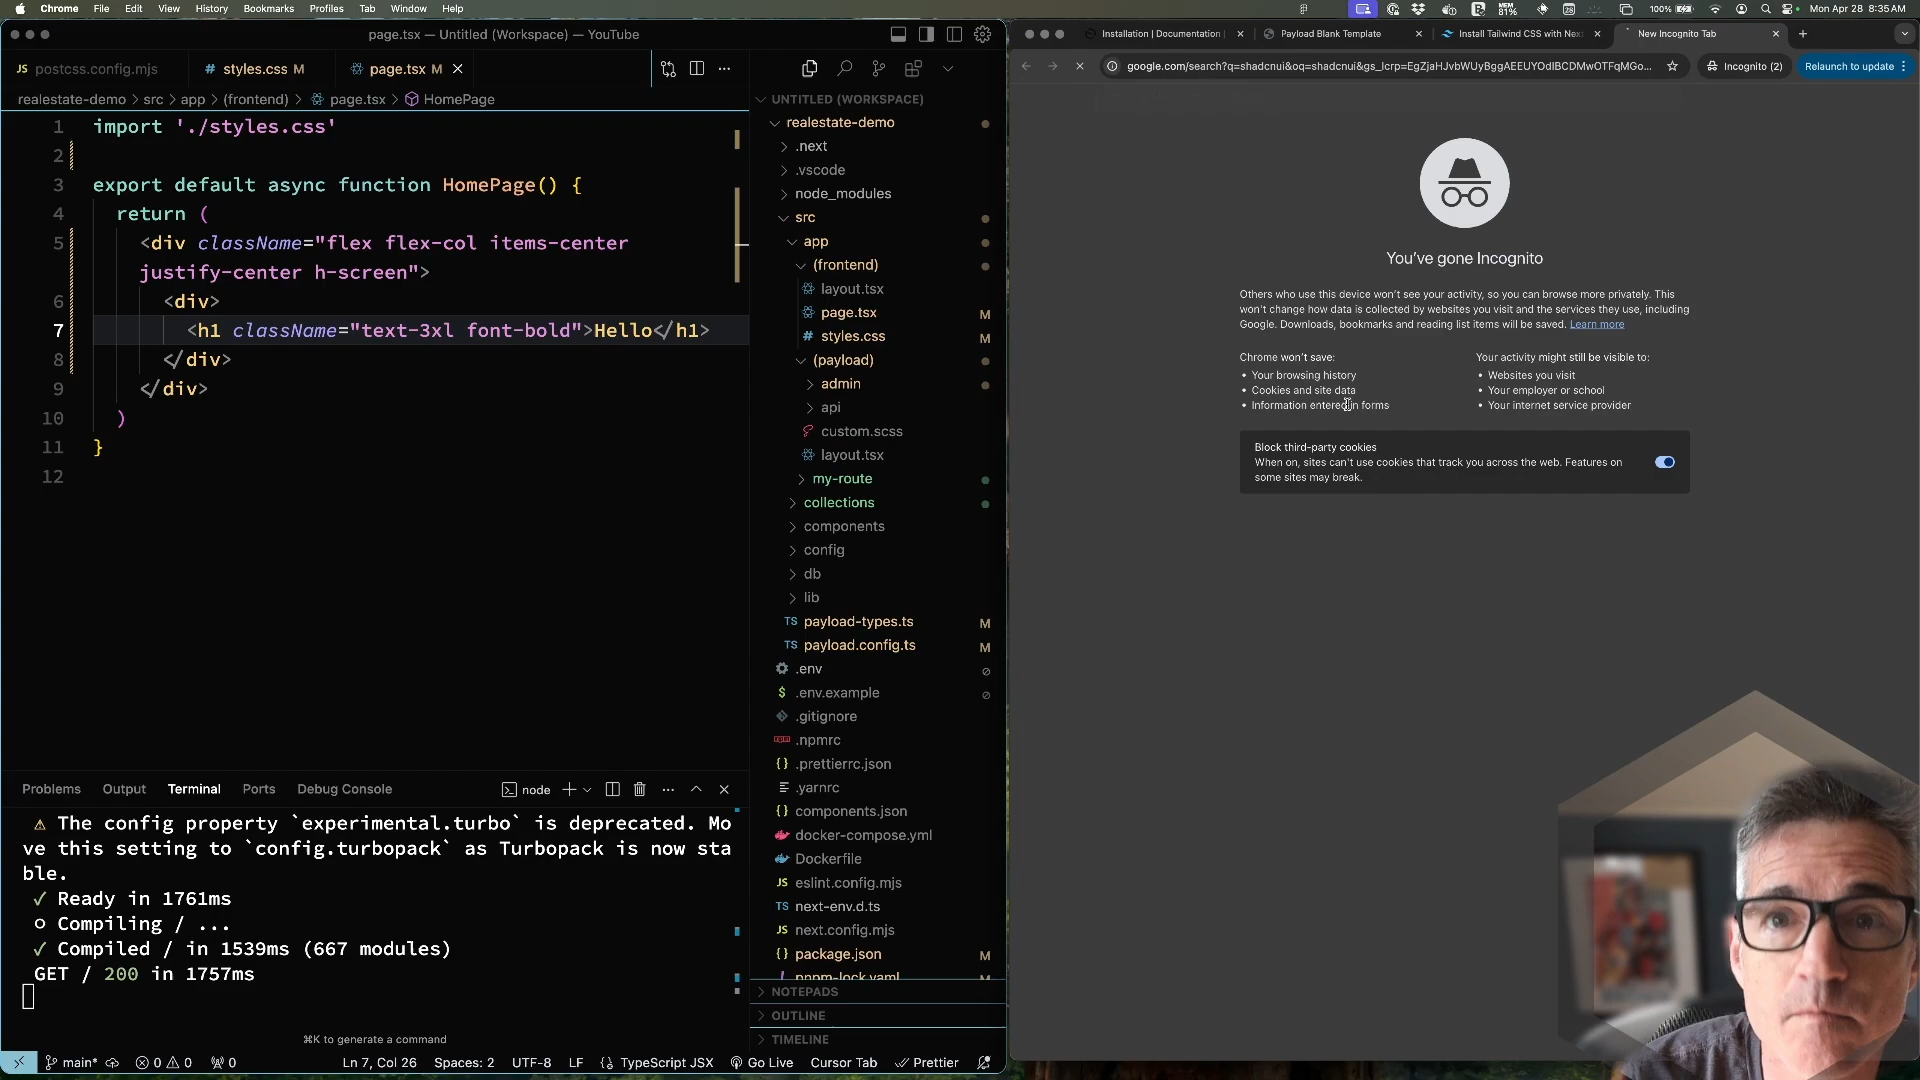 Chrome File Edit View History Bookmarks Profiles Tab Window Help
MEM 81% 28 100% Mon Apr 28 8:35 AM
page.tsx — Untitled (Workspace) — YouTube
JS postcss.config.mjs # styles.css M page.tsx M
realestate-demo > src > app > (frontend) > page.tsx > HomePage
1 import './styles.css'
2
3 export default async function HomePage() {
4 return (
5 <div className="flex flex-col items-center
justify-center h-screen">
6 <div>
7 <h1 className="text-3xl font-bold">Hello</h1>
8 </div>
9 </div>
10 )
11 }
12
UNTITLED (WORKSPACE)
realestate-demo
.next
.vscode
node_modules
src
app
(frontend)
layout.tsx
page.tsx M
# styles.css M
(payload)
admin
api
custom.scss
layout.tsx
my-route
collections
components
config
db
lib
TS payload-types.ts M
TS payload.config.ts M
.env
$ .env.example
.gitignore
.npmrc
{} .prettierrc.json
.yarnrc
{} components.json
docker-compose.yml
Dockerfile
JS eslint.config.mjs
TS next-env.d.ts
JS next.config.mjs
{} package.json M
pnpm-lock.yaml M
NOTEPADS
OUTLINE
TIMELINE
Problems Output Terminal Ports Debug Console node
⚠ The config property `experimental.turbo` is deprecated. Mo
ve this setting to `config.turbopack` as Turbopack is now sta
ble.
✓ Ready in 1761ms
○ Compiling / ...
✓ Compiled / in 1539ms (667 modules)
GET / 200 in 1757ms
⌘K to generate a command
main* 0 0 0 Ln 7, Col 26 Spaces: 2 UTF-8 LF {} TypeScript JSX Go Live Cursor Tab Prettier
Installation | Documentation Payload Blank Template Install Tailwind CSS with Nex New Incognito Tab
google.com/search?q=shadcnui&oq=shadcnui&gs_lcrp=EgZjaHJvbWUyBggAEEUYOdIBCDMwOTFqMGo... Incognito (2) Relaunch to update
You've gone Incognito
Others who use this device won't see your activity, so you can browse more privately. This
won't change how data is collected by websites you visit and the services they use, including
Google. Downloads, bookmarks and reading list items will be saved. Learn more
Chrome won't save:
• Your browsing history
• Cookies and site data
• Information entered in forms
Your activity might still be visible to:
• Websites you visit
• Your employer or school
• Your internet service provider
Block third-party cookies
When on, sites can't use cookies that track you across the web. Features on
some sites may break.